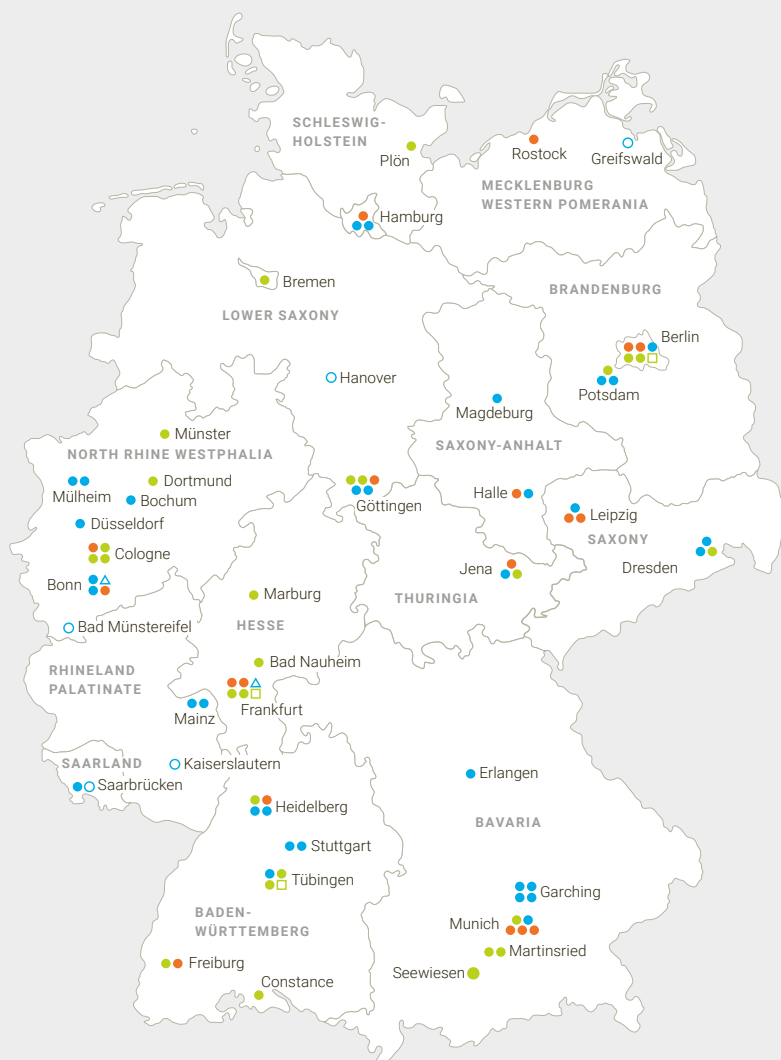 SCHLESWIG-
HOLSTEIN
Plön
Rostock
Greifswald
MECKLENBURG
WESTERN POMERANIA
Hamburg
Bremen
LOWER SAXONY
BRANDENBURG
Berlin
Potsdam
Hanover
Magdeburg
SAXONY-ANHALT
Münster
NORTH RHINE WESTPHALIA
Dortmund
Mülheim
Bochum
Düsseldorf
Cologne
Bonn
Bad Münstereifel
Göttingen
Halle
Leipzig
SAXONY
Dresden
Jena
THURINGIA
Marburg
HESSE
Bad Nauheim
Frankfurt
RHINELAND
PALATINATE
Mainz
SAARLAND
Kaiserslautern
Saarbrücken
Heidelberg
Stuttgart
Tübingen
BADEN-
WÜRTTEMBERG
Freiburg
Constance
Erlangen
BAVARIA
Garching
Munich
Martinsried
Seewiesen